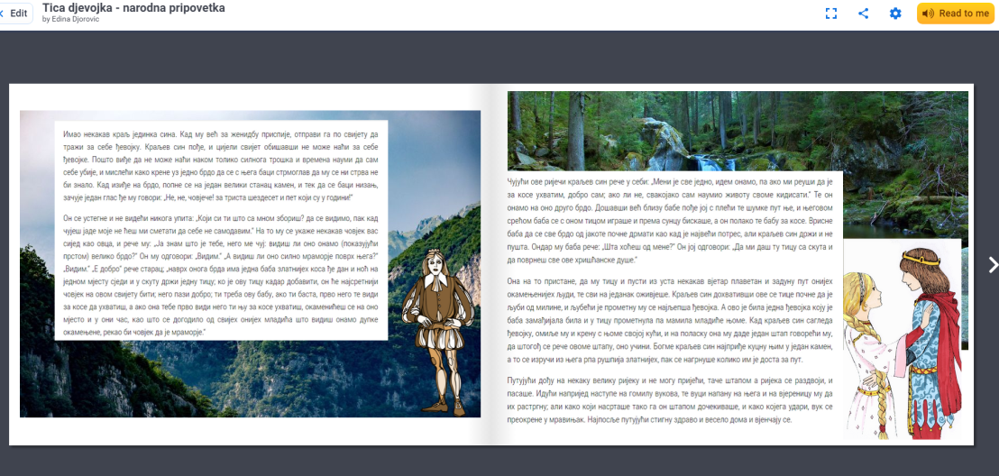 Edit
Tica djevojka - narodna pripovetka
by Edina Djorovic
Read to me
Имао некакав краљ јединка сина. Кад му већ за женидбу приспије, отправи га по свијету да
тражи за себе ђевојку. Краљев син пође, и цијели свијет обишавши не може наћи за себе
ђевојке. Пошто виђе да не може наћи наком толико силнога трошка и времена науми да сам
себе убије, и мислећи како крене уз једно брдо да се с њега баци стрмоглав да му се ни стрва не
би знало. Кад изиђе на брдо, попне се на један велики станац камен, и тек да се баци низањ,
зачује један глас ђе му говори: „Не, не, човјече! за триста шездесет и пет који су у години!"
Он се устегне и не видећи никога упита: „Који си ти што са мном збориш? да се видимо, пак кад
чујеш јаде моје не ћеш ми сметати да себе не самодавим." На то му се укаже некакав човјек вас
сијед као овца, и рече му: „Ја знам што је тебе, него ме чуј: видиш ли оно онамо (показујући
прстом) велико брдо?" Он му одговори: „Видим." „А видиш ли оно силно мраморје поврх њега?"
„Видим." „Е добро" рече старац; „наврх онога брда има једна баба златнијех коса ђе дан и ноћ на
једном мјесту сједи и у скуту држи једну тицу; ко је ову тицу кадар добавити, он ће најсретнији
човјек на овом свијету бити; него пази добро; ти треба ову бабу, ако ти баста, прво него те види
за косе да ухватиш, а ако она тебе прво види него ти њу за косе ухватиш, окаменићеш се на оно
мјесто и у они час, као што се догодило од свијех онијех младића што видиш онамо дупке
окамењене, рекао би човјек да је мраморје."
Чујући ове ријечи краљев син рече у себи: „Мени је све једно, идем онамо, па ако ми реуши да је
за косе ухватим, добро сам; ако ли не, свакојако сам наумио животу своме кидисати." Те он
онамо на оно друго брдо. Дошавши већ близу бабе пође јој с плећи те шумке пут ње, и његовом
срећом баба се с оном тицом играше и према сунцу бискаше, а он полако те бабу за косе. Врисне
баба да се све брдо од јакоте почне дрмати као кад је највећи потрес, али краљев син држи и не
пушта. Ондар му баба рече: „Шта хоћеш од мене?" Он јој одговори: „Да ми даш ту тицу са скута и
да поврнеш све ове хришћанске душе."
Она на то пристане, да му тицу и пусти из уста некакав вјетар плаветан и задуну пут онијех
окамењенијех људи, те сви на једанак оживјеше. Краљев син дохвативши ове се тице почне да је
љуби од милине, и љубећи је прометну му се најљепша ђевојка. А ово је била једна ђевојка коју је
баба замађијала била и у тицу прометнула па мамила младиће њоме. Кад краљев син сагледа
ђевојку, омиље му и крену с њоме својој кући, и на поласку она му даде један штап говорећи му,
да штогођ се рече овоме штапу, оно учини. Богме краљев син најприђе куцну њим у један камен,
а то се изручи из њега рпа рушпија златнијех, пак се нагрнуше колико им је доста за пут.
Путујући дођу на некаку велику ријеку и не могу пријећи, таче штапом а ријека се раздвоји, и
пасаше. Идући напријед наступе на гомилу вукова, те вуци напану на њега и на вјереницу му да
их растргну; али како који насрташе тако га он штапом дочекиваше, и како којега удари, вук се
преокрене у мравињак. Најпосље путујући стигну здраво и весело дома и вјенчају се.